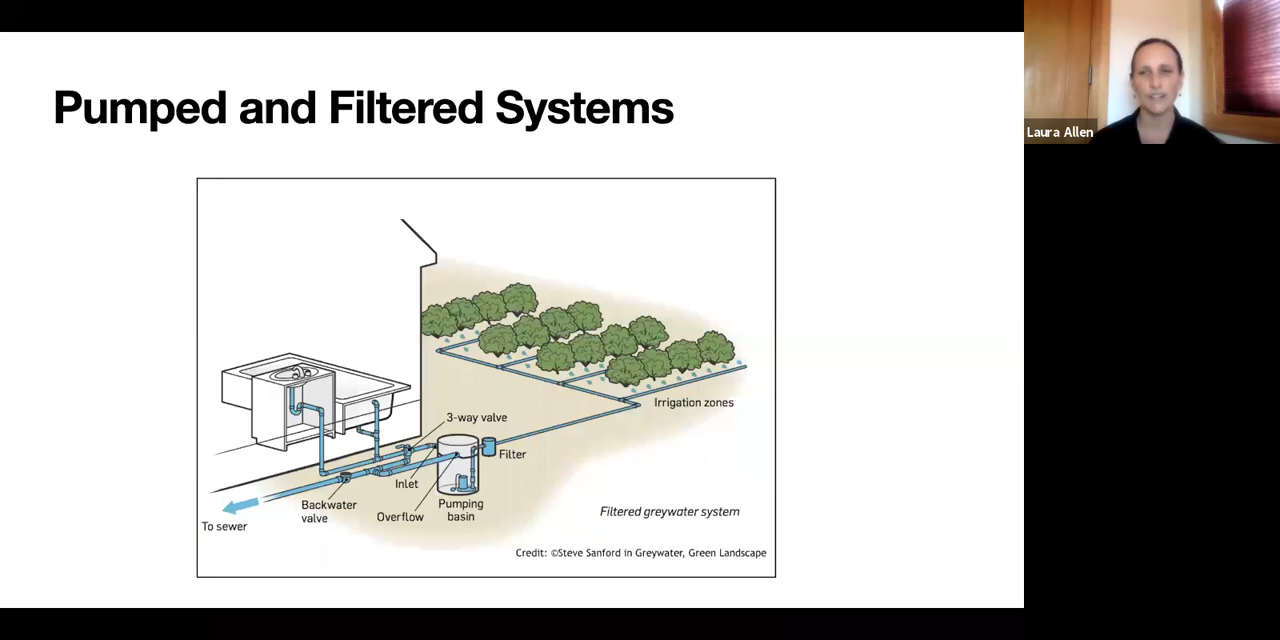 Pumped and Filtered Systems
Laura Allen
3-way valve
Irrigation zones
Filter
Inlet
Backwater
valve
Overflow
Pumping
basin
To sewer
Filtered greywater system
Credit: ©Steve Sanford in Greywater, Green Landscape